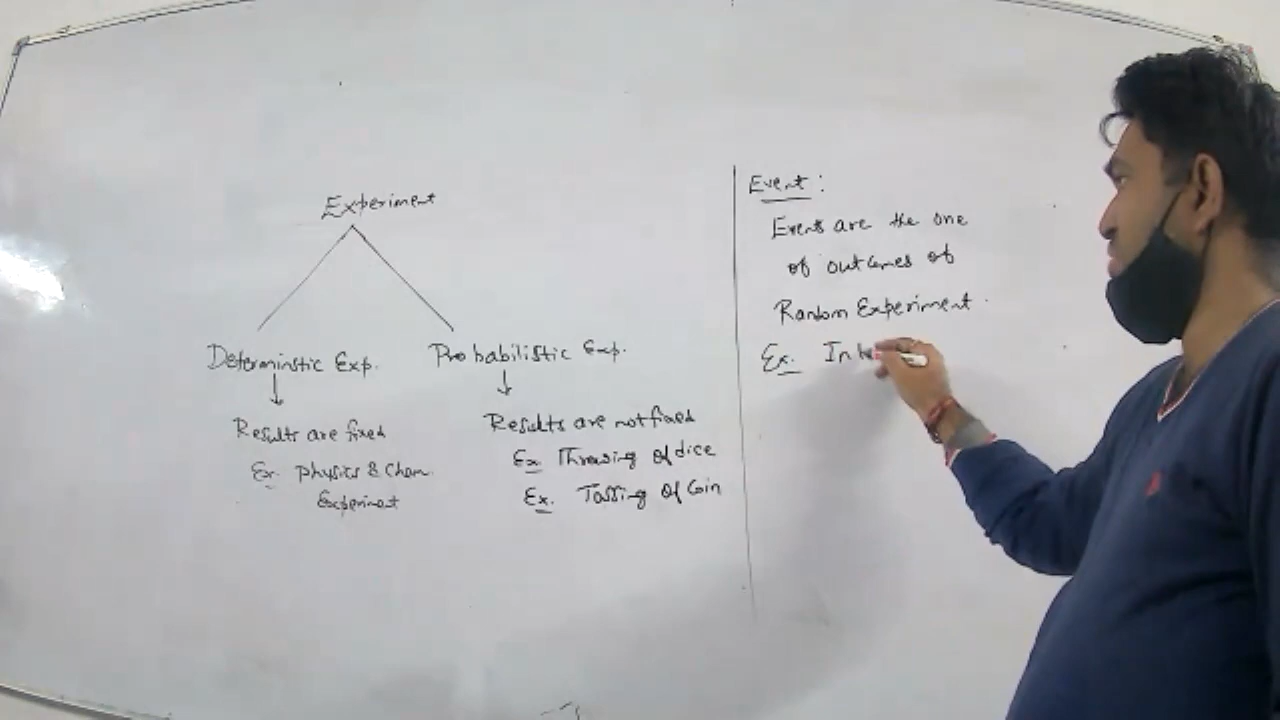 Experiment
Deterministic Exp.
Results are fixed
Ex. Physics & Chem.
Experiment
Probabilistic Exp.
Results are not fixed
Ex Throwing of dice
Ex. Tossing of Coin
Event :
Events are the one
of outcomes of
Random Experiment.
Ex. In